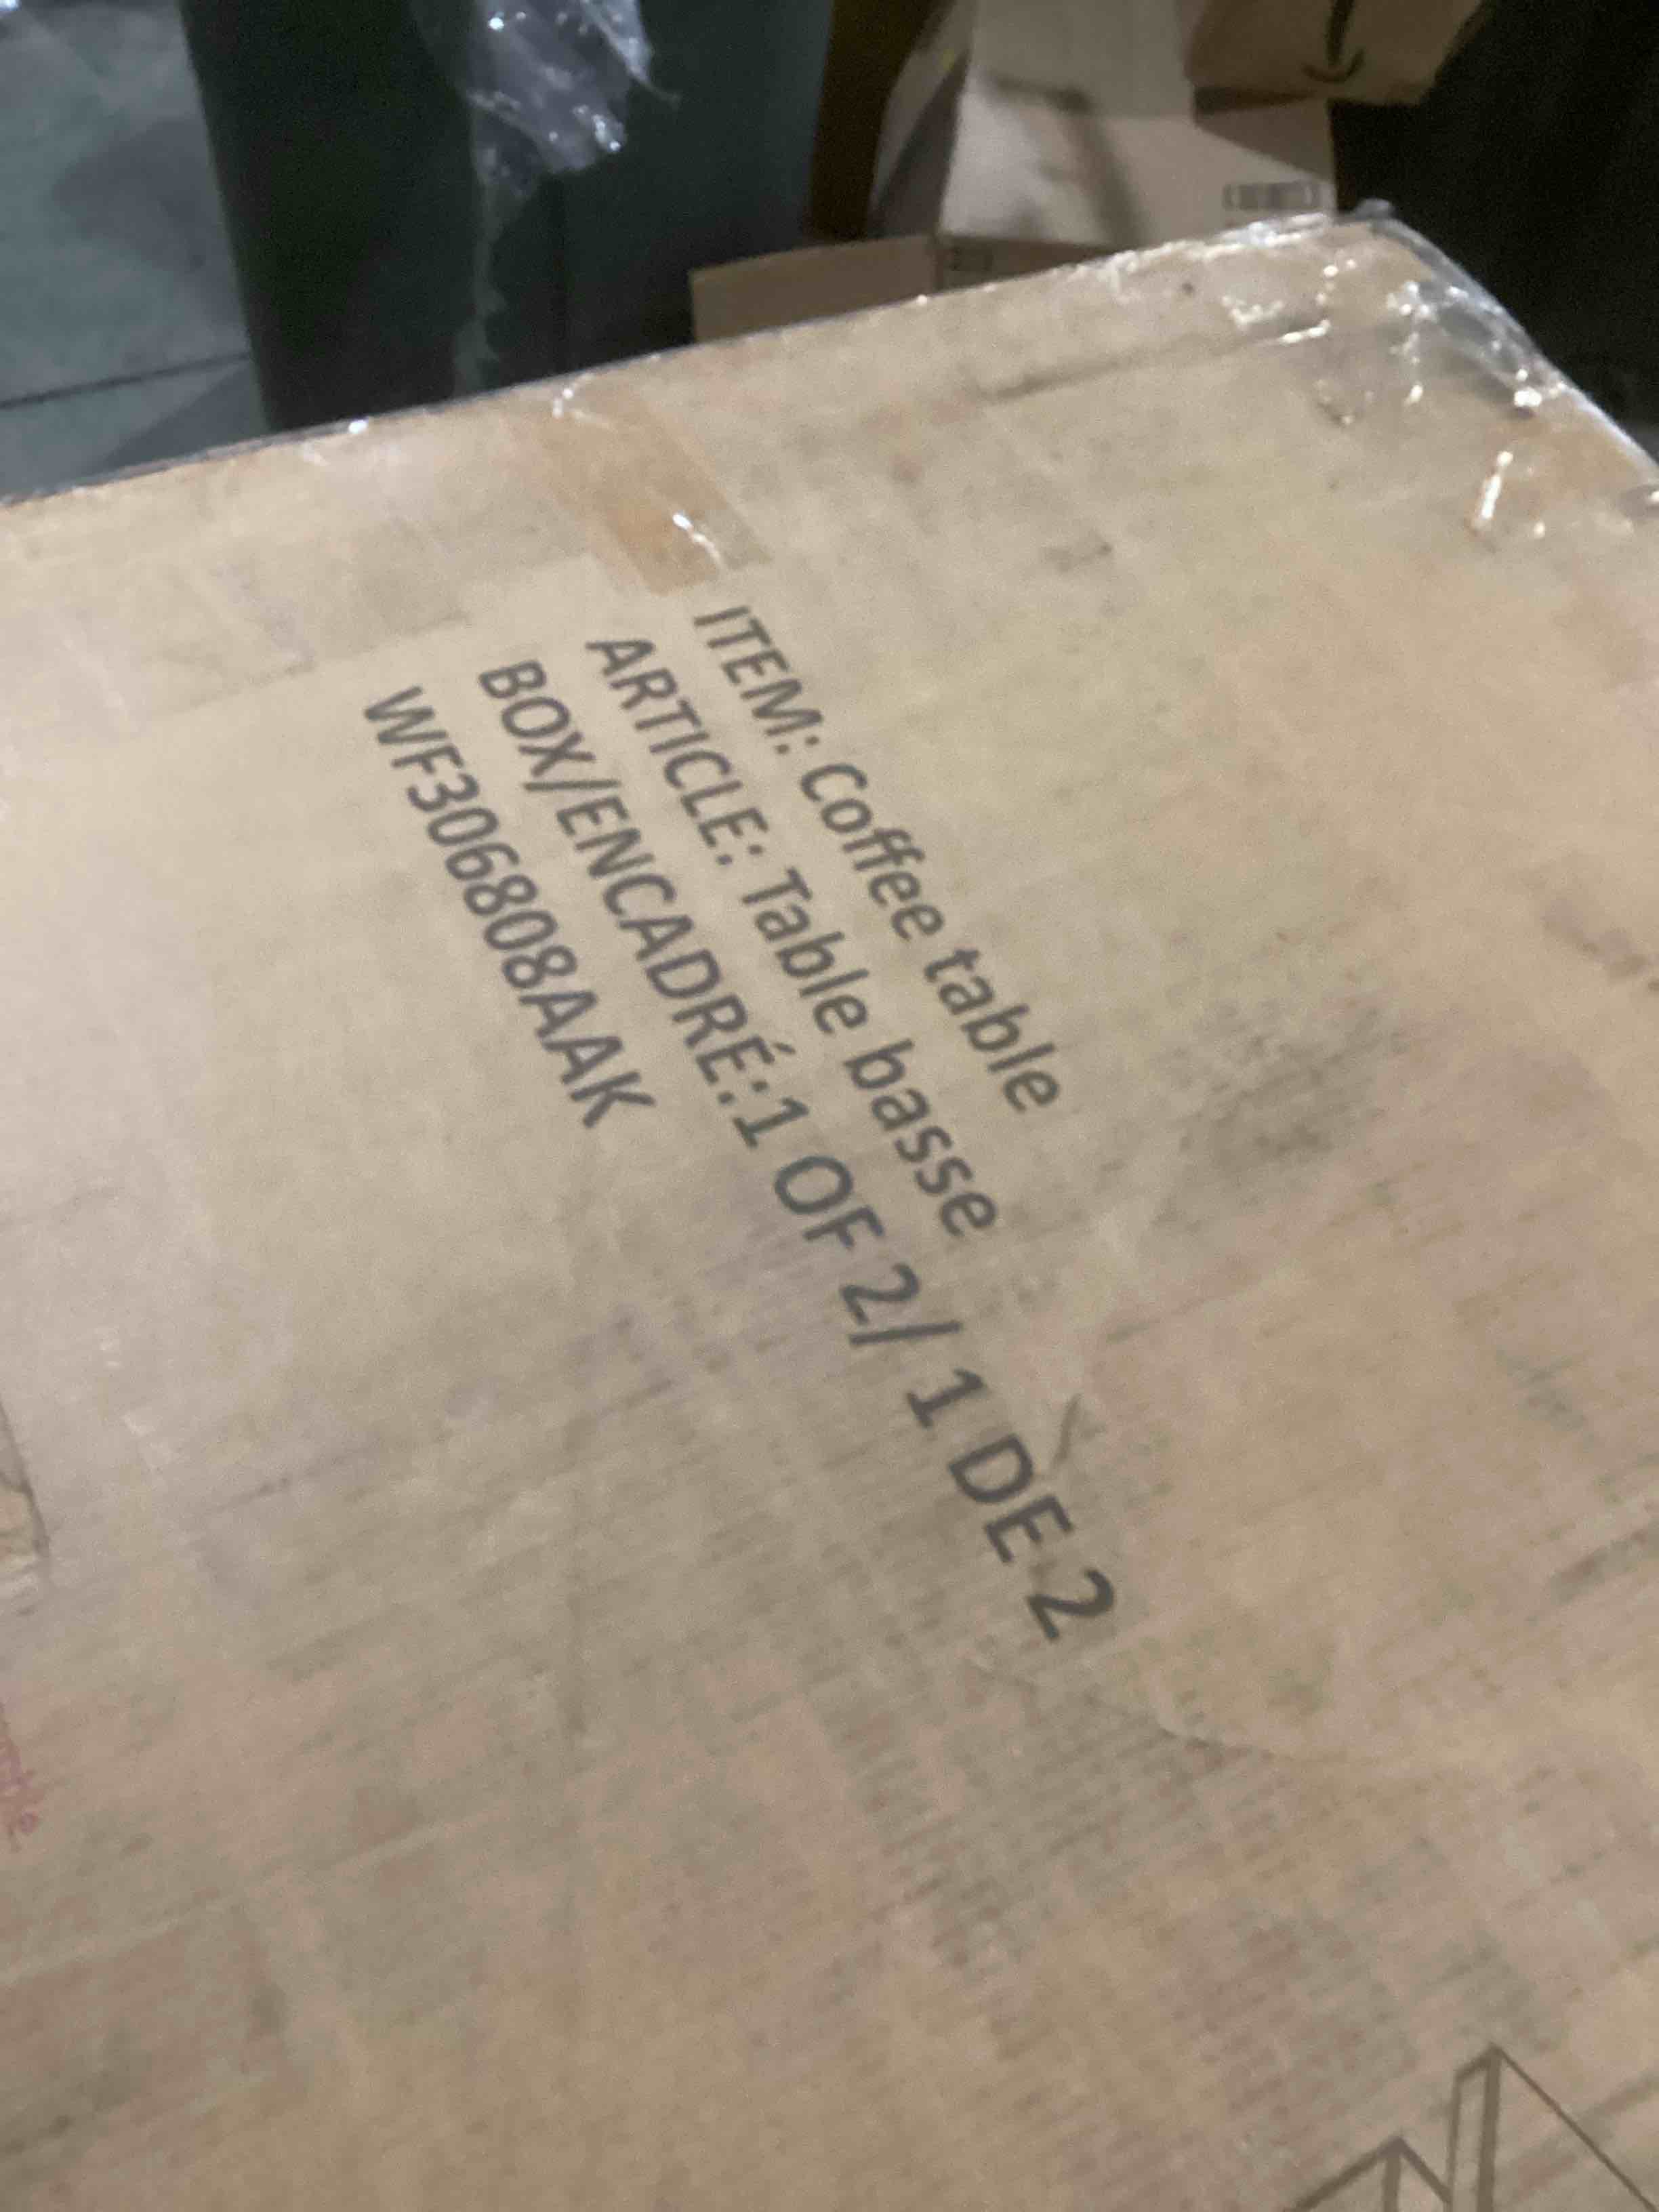 ITEM: Coffee table
ARTICLE: Table basse
BOX/ENCADRÉ:1 OF 2/ 1 DE 2
WF306808AAK